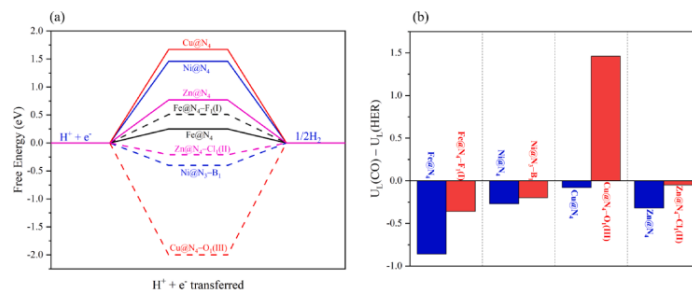 (a)
2.0
1.5
1.0
0.5
0.0
-0.5
-1.0
-1.5
-2.0
Free Energy (eV)
H⁺ + e⁻
Cu@N₄
Ni@N₄
Zn@N₄
Fe@N₄–F₁(I)
Fe@N₄
Zn@N₄–Cl₁(II)
Ni@N₃–B₁
Cu@N₄–O₁(III)
1/2H₂
H⁺ + e⁻ transferred
(b)
1.5
1.0
0.5
0.0
-0.5
-1.0
U_L(CO) − U_L(HER)
Fe@N₄
Fe@N₄–F₁(I)
Ni@N₄
Ni@N₃–B₁
Cu@N₄
Cu@N₄–O₁(III)
Zn@N₄
Zn@N₄–Cl₁(II)